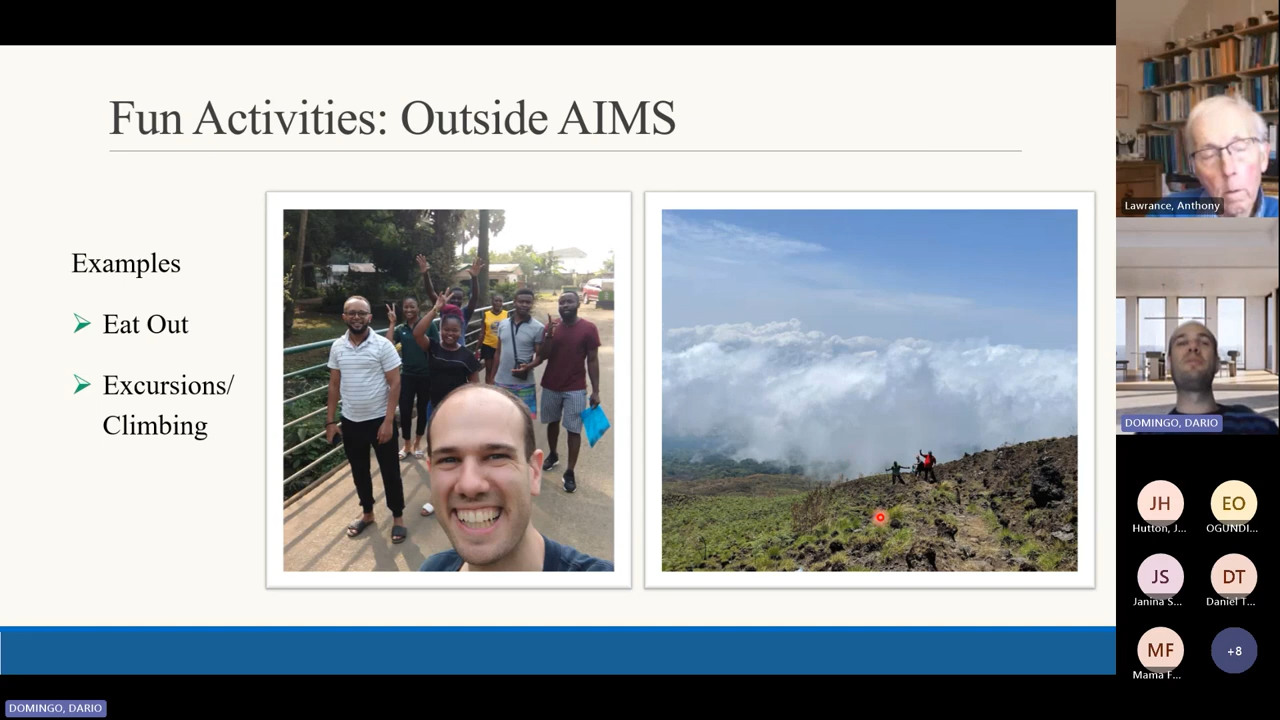 Fun Activities: Outside AIMS
Examples
Eat Out
Excursions/
Climbing
Lawrance, Anthony
DOMINGO, DARIO
JH
EO
Hutton, J...
OGUNDI...
JS
DT
Janina S...
Daniel T...
MF
+8
Mama F...
DOMINGO, DARIO